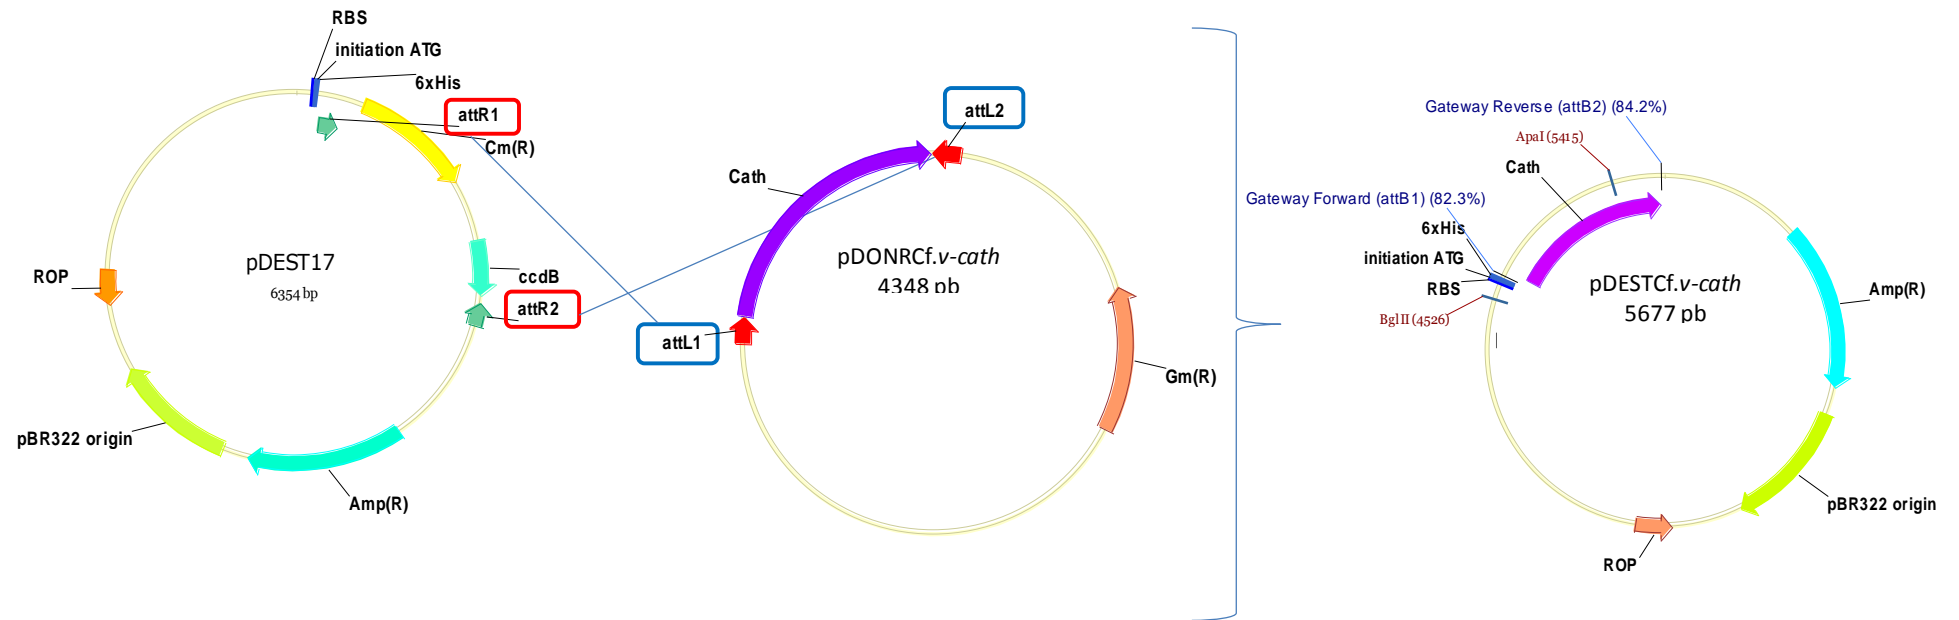 RBS
initiation ATG
6xHis
attR1
Cm(R)
pDEST17
6354 bp
ROP
ccdB
attR2
pBR322 origin
Amp(R)
attL2
Cath
pDONRCf.v-cath
4348 pb
attL1
Gm(R)
Gateway Reverse (attB2) (84.2%)
ApaI (5415)
Cath
Gateway Forward (attB1) (82.3%)
6xHis
initiation ATG
RBS
BglII (4526)
pDESTCf.v-cath
5677 pb
Amp(R)
pBR322 origin
ROP